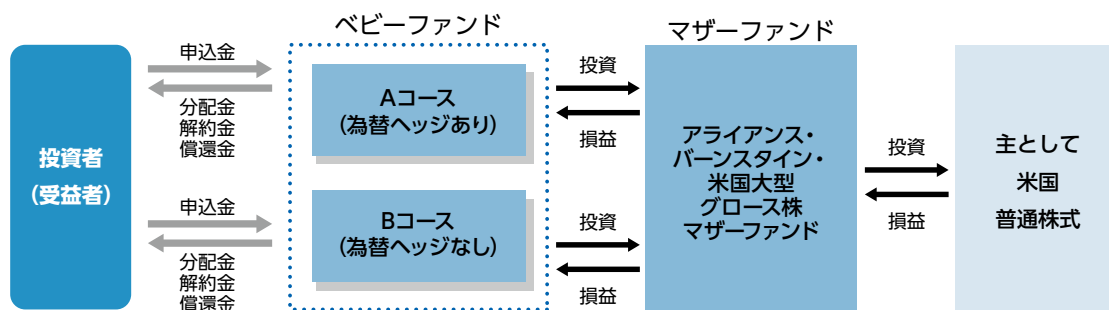 ベビーファンド
マザーファンド
投資者
(受益者)
申込金
分配金
解約金
償還金
申込金
分配金
解約金
償還金
Aコース
(為替ヘッジあり)
Bコース
(為替ヘッジなし)
投資
損益
投資
損益
アライアンス・
バーンスタイン・
米国大型
グロース株
マザーファンド
投資
損益
主として
米国
普通株式